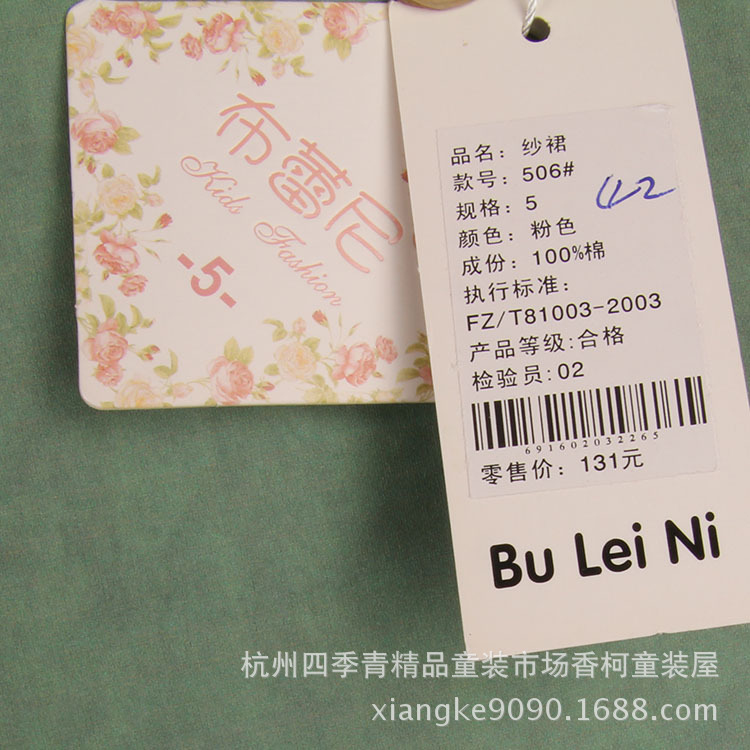 布蕾尼
Kids Fashion
-5-
品名：纱裙
款号：506#
规格：5
颜色：粉色
成份：100%棉
执行标准：
FZ/T81003-2003
产品等级:合格
检验员:02
691602032265
零售价：131元
Bu Lei Ni
杭州四季青精品童装市场香柯童装屋
xiangke9090.1688.com